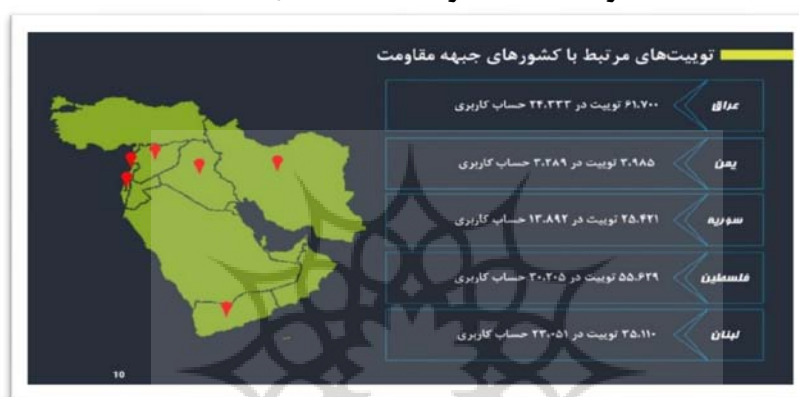 توییت‌های مرتبط با کشورهای جبهه مقاومت
عراق
۶۱.۷۰۰ توییت در ۲۴.۳۳۳ حساب کاربری
یمن
۳.۹۸۵ توییت در ۳.۲۸۹ حساب کاربری
سوریه
۲۵.۴۲۱ توییت در ۱۳.۸۹۲ حساب کاربری
فلسطین
۵۵.۶۲۹ توییت در ۳۰.۲۰۵ حساب کاربری
لبنان
۳۵.۱۱۰ توییت در ۲۳.۰۵۱ حساب کاربری
10